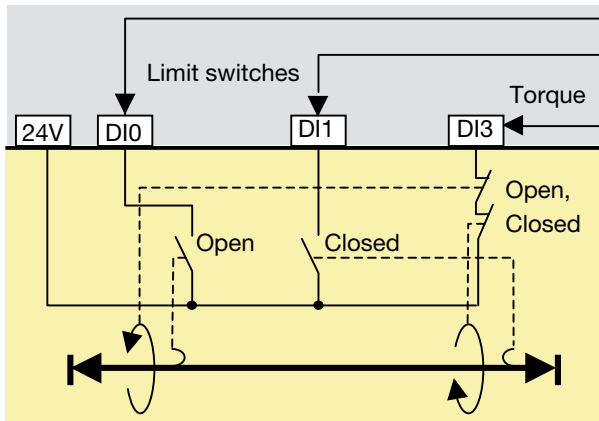 Limit switches
Torque
24V DI0 DI1 DI3
Open,
Closed
Open Closed